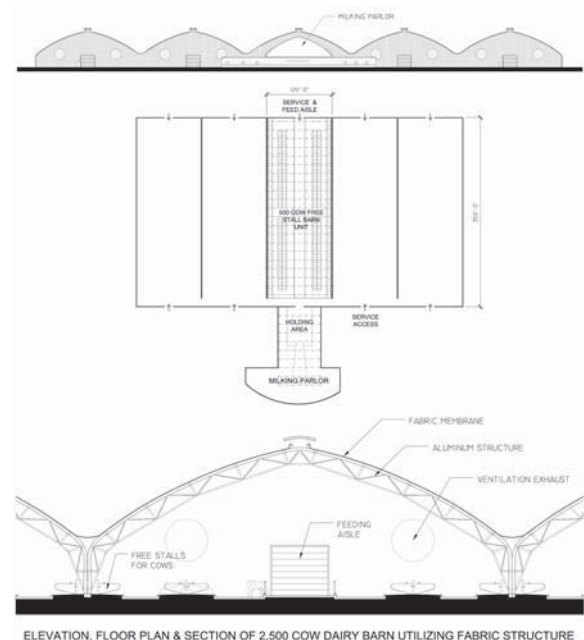 MILKING PARLOR
120'-0"
SERVICE &
FEED AISLE
500 COW FREE
STALL BARN
UNIT
HOLDING
AREA
SERVICE
ACCESS
MILKING PARLOR
FABRIC MEMBRANE
ALUMINUM STRUCTURE
VENTILATION EXHAUST
FEEDING
AISLE
FREE STALLS
FOR COWS
ELEVATION, FLOOR PLAN & SECTION OF 2,500 COW DAIRY BARN UTILIZING FABRIC STRUCTURE